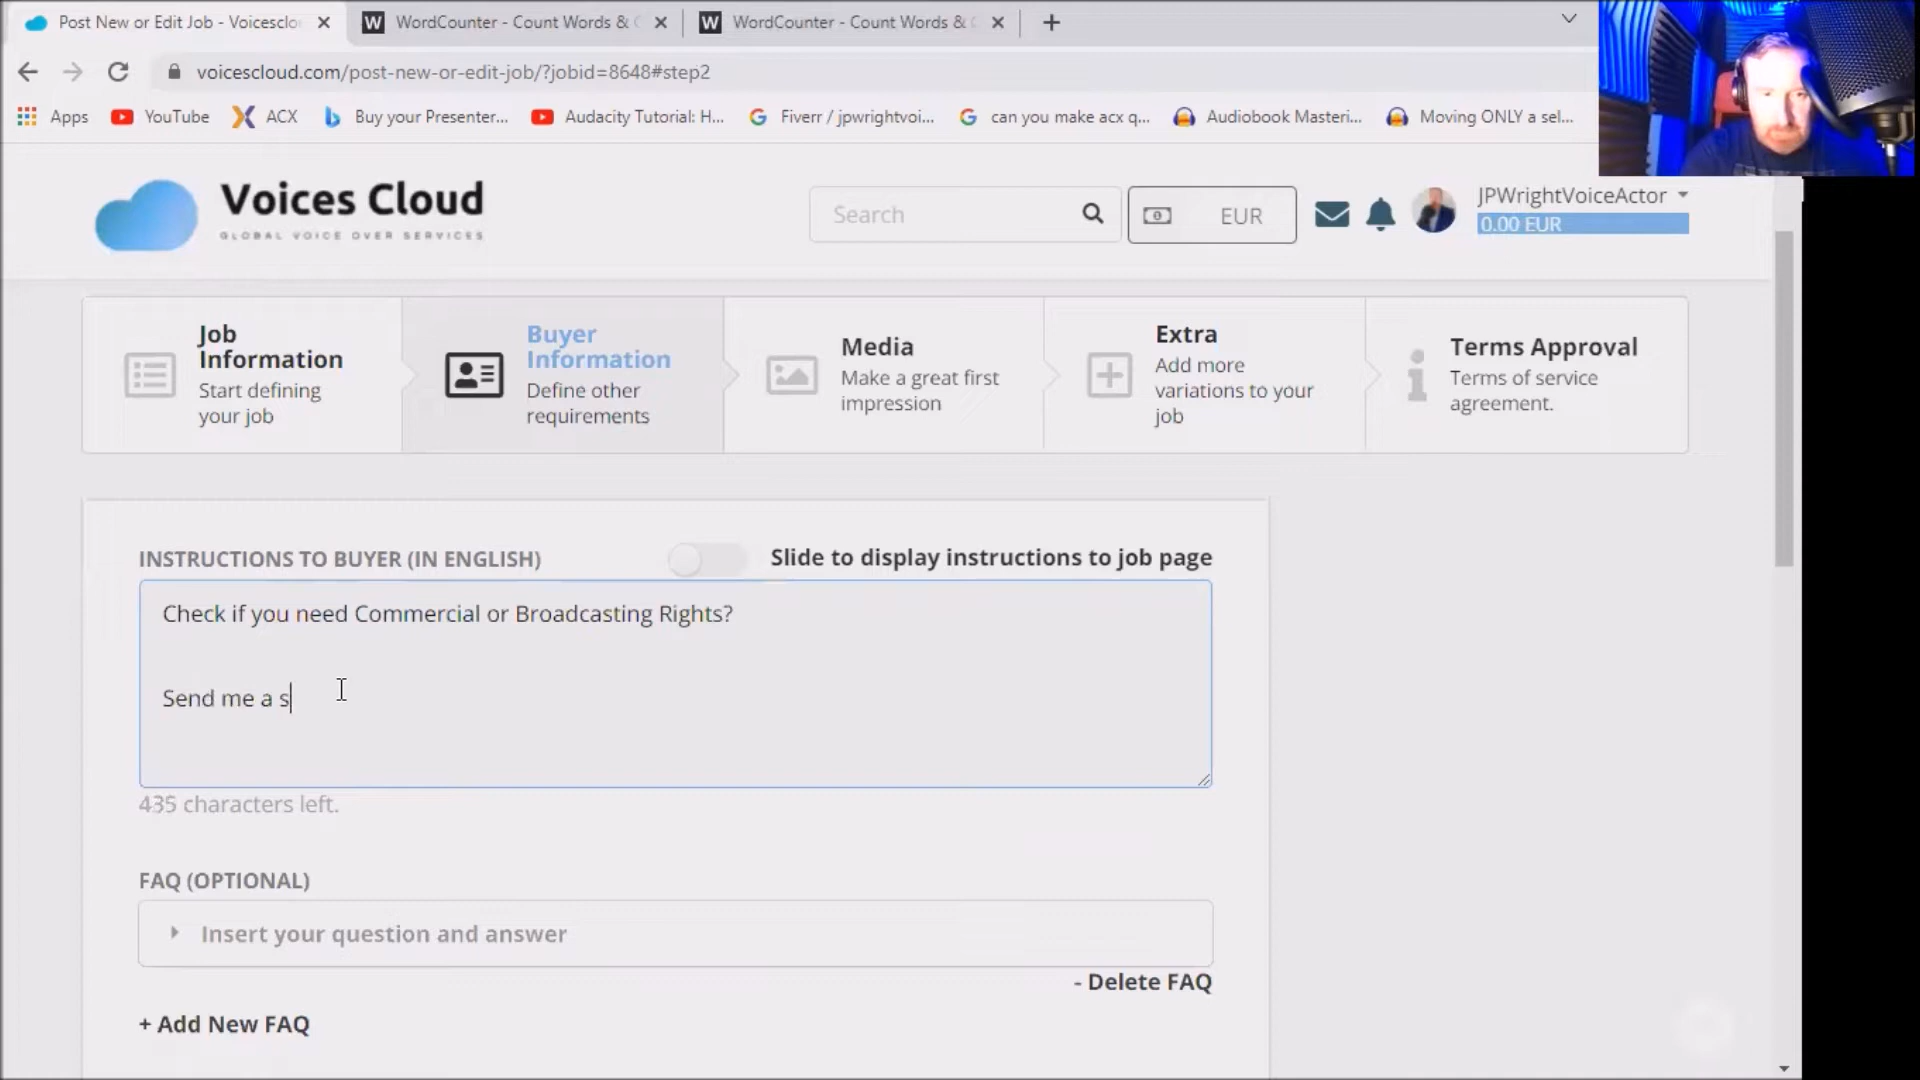 Post New or Edit Job - Voicesclo
WordCounter - Count Words &
WordCounter - Count Words &
voicescloud.com/post-new-or-edit-job/?jobid=8648#step2
Apps
YouTube
ACX
Buy your Presenter...
Audacity Tutorial: H...
Fiverr / jpwrightvoi...
can you make acx q...
Audiobook Masteri...
Moving ONLY a sel...
Voices Cloud
GLOBAL VOICE OVER SERVICES
Search
EUR
JPWrightVoiceActor
0.00 EUR
Job
Information
Start defining
your job
Buyer
Information
Define other
requirements
Media
Make a great first
impression
Extra
Add more
variations to your
job
Terms Approval
Terms of service
agreement.
INSTRUCTIONS TO BUYER (IN ENGLISH)
Slide to display instructions to job page
Check if you need Commercial or Broadcasting Rights?
Send me a s
435 characters left.
FAQ (OPTIONAL)
Insert your question and answer
- Delete FAQ
+ Add New FAQ